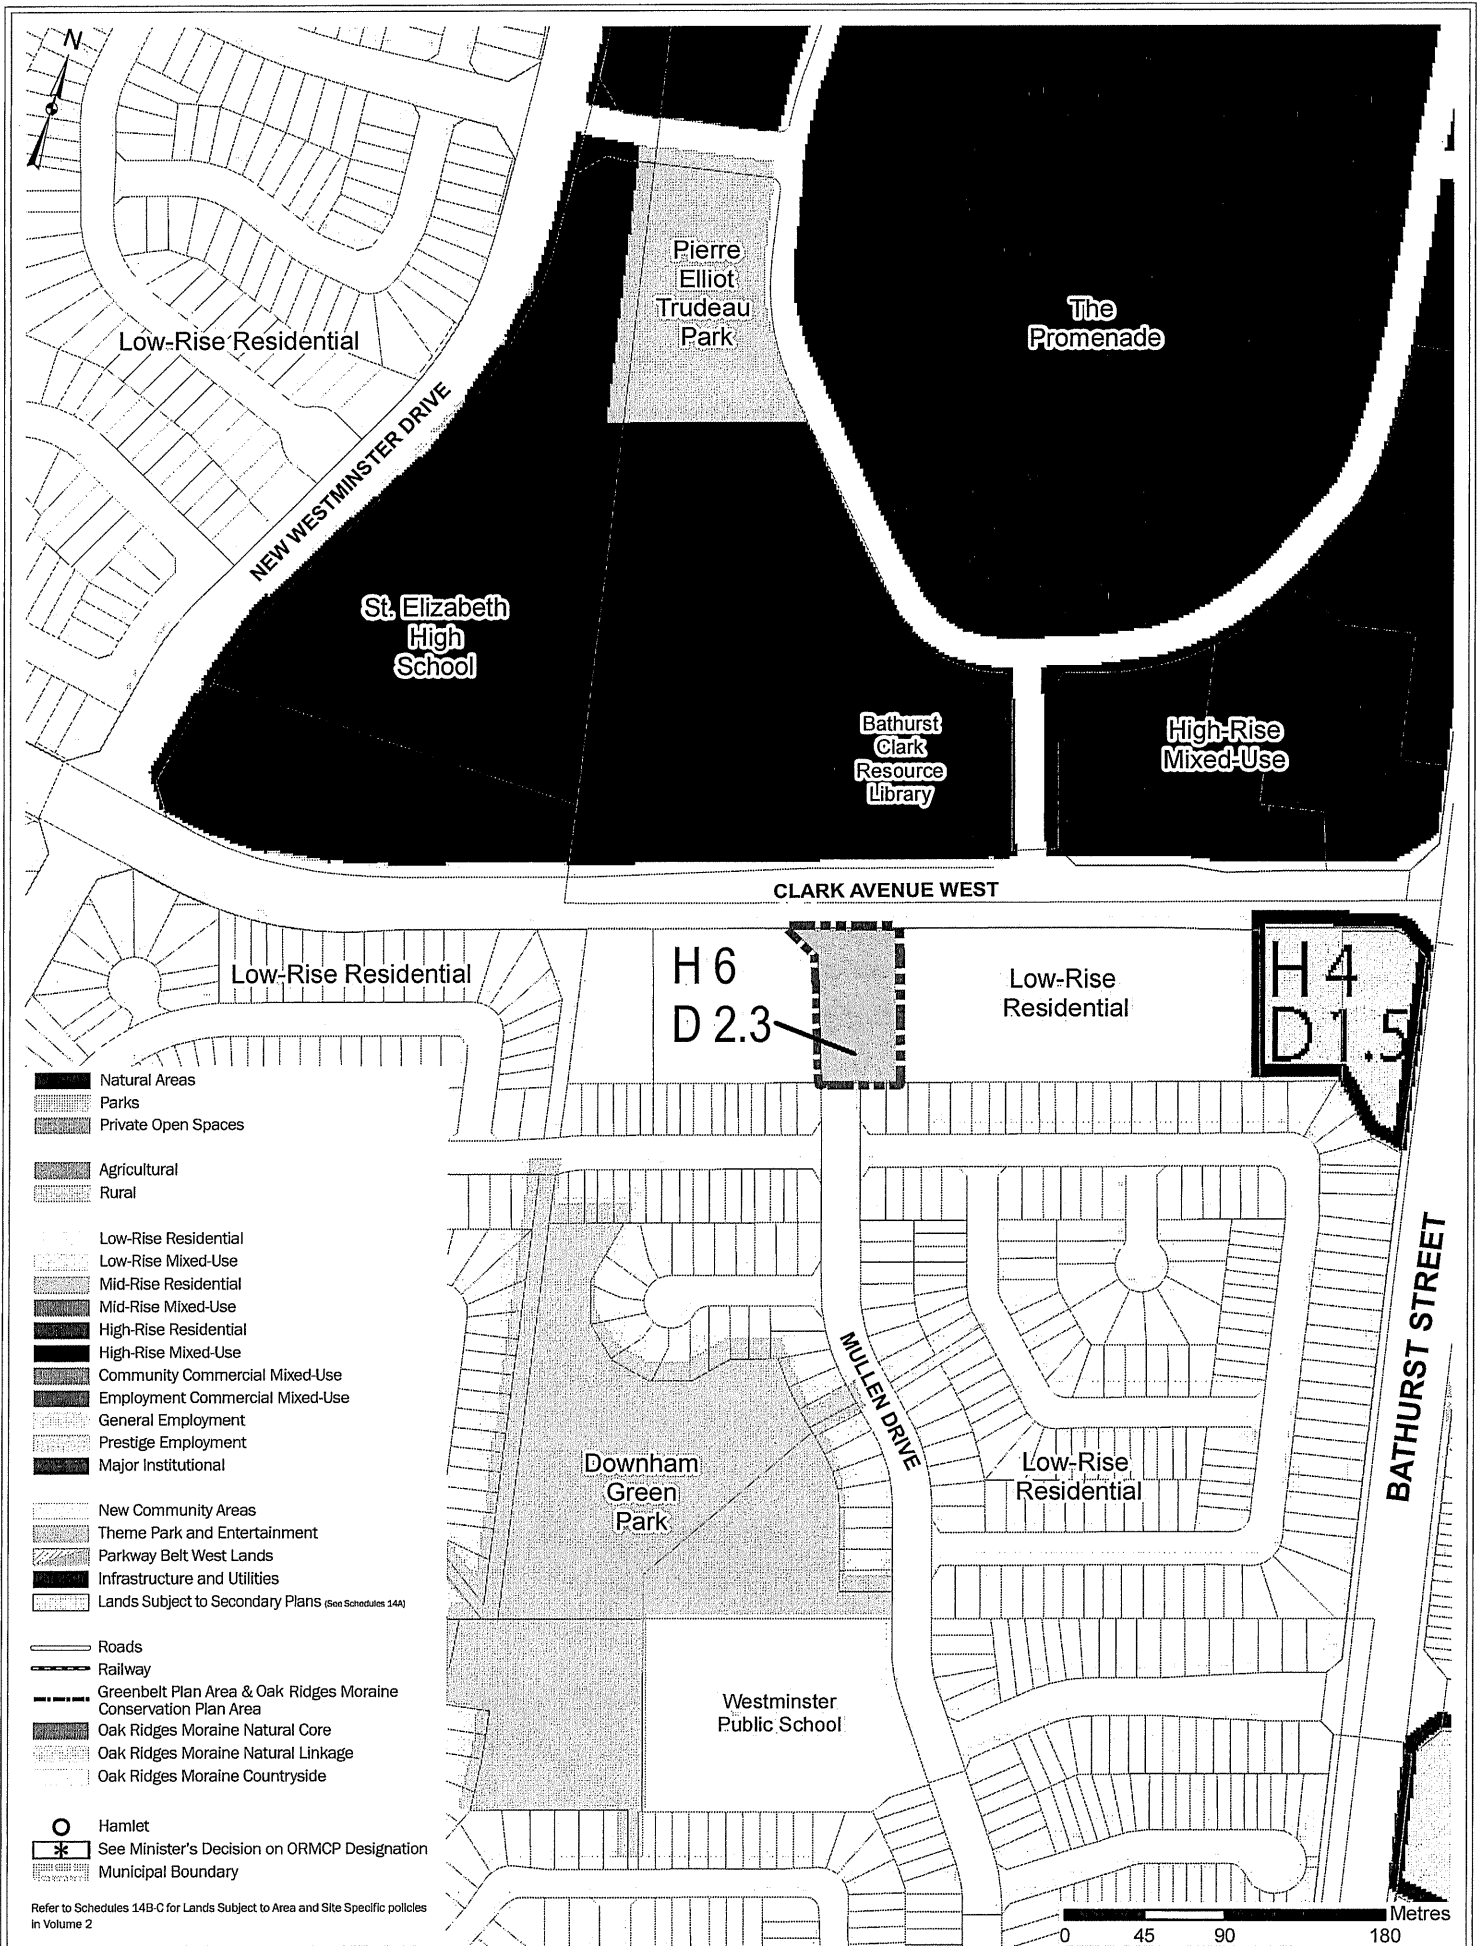 N
Pierre
Elliot
Trudeau
Park
The
Promenade
Low-Rise Residential
NEW WESTMINSTER DRIVE
St. Elizabeth
High
School
Bathurst
Clark
Resource
Library
High-Rise
Mixed-Use
CLARK AVENUE WEST
Low-Rise Residential
H 6
D 2.3
Low-Rise
Residential
H 4
D 1.5
Natural Areas
Parks
Private Open Spaces
Agricultural
Rural
Low-Rise Residential
Low-Rise Mixed-Use
Mid-Rise Residential
Mid-Rise Mixed-Use
High-Rise Residential
High-Rise Mixed-Use
Community Commercial Mixed-Use
Employment Commercial Mixed-Use
General Employment
Prestige Employment
Major Institutional
New Community Areas
Theme Park and Entertainment
Parkway Belt West Lands
Infrastructure and Utilities
Lands Subject to Secondary Plans (See Schedules 14A)
Roads
Railway
Greenbelt Plan Area & Oak Ridges Moraine
Conservation Plan Area
Oak Ridges Moraine Natural Core
Oak Ridges Moraine Natural Linkage
Oak Ridges Moraine Countryside
Hamlet
See Minister's Decision on ORMCP Designation
Municipal Boundary
Refer to Schedules 14B-C for Lands Subject to Area and Site Specific policies
in Volume 2
MULLEN DRIVE
BATHURST STREET
Downham
Green
Park
Low-Rise
Residential
Westminster
Public School
Metres
0 45 90 180